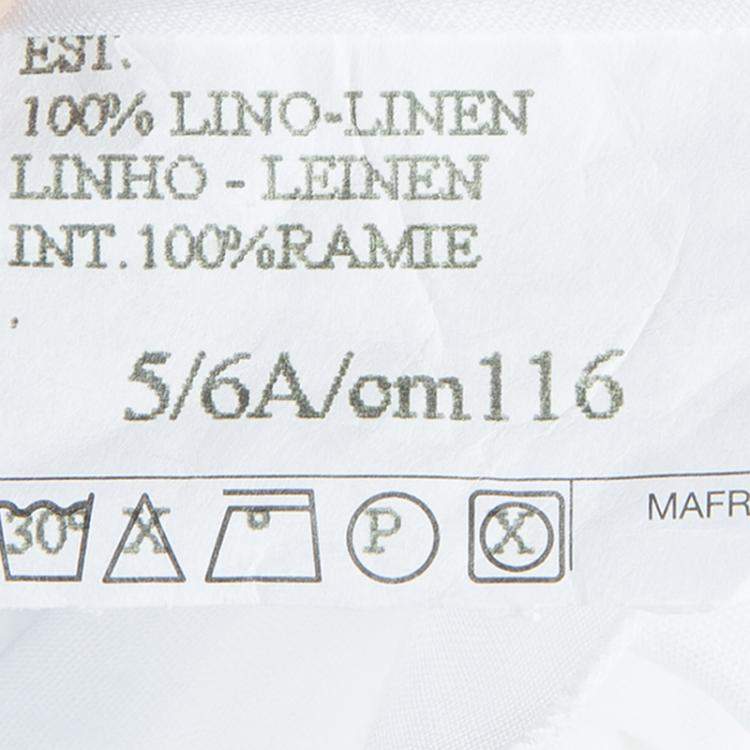 EST.
100% LINO-LINEN
LINHO - LEINEN
INT.100%RAMIE
.
5/6A/cm116
30° X P X
MAFR